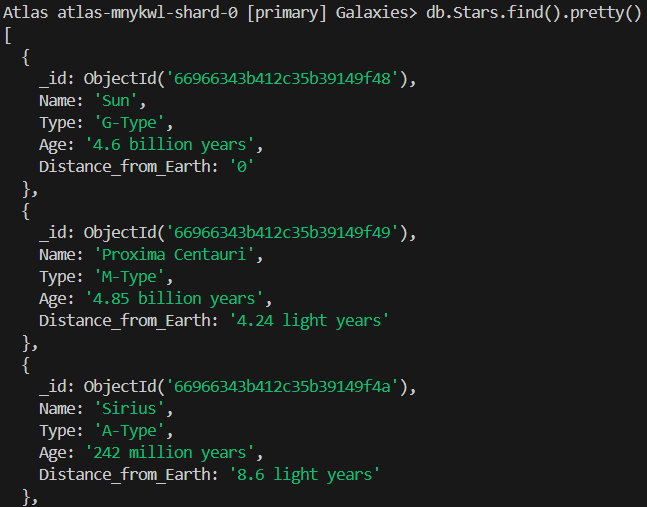 Atlas atlas-mnykwl-shard-0 [primary] Galaxies> db.Stars.find().pretty()
[
  {
    _id: ObjectId('66966343b412c35b39149f48'),
    Name: 'Sun',
    Type: 'G-Type',
    Age: '4.6 billion years',
    Distance_from_Earth: '0'
  },
  {
    _id: ObjectId('66966343b412c35b39149f49'),
    Name: 'Proxima Centauri',
    Type: 'M-Type',
    Age: '4.85 billion years',
    Distance_from_Earth: '4.24 light years'
  },
  {
    _id: ObjectId('66966343b412c35b39149f4a'),
    Name: 'Sirius',
    Type: 'A-Type',
    Age: '242 million years',
    Distance_from_Earth: '8.6 light years'
  },